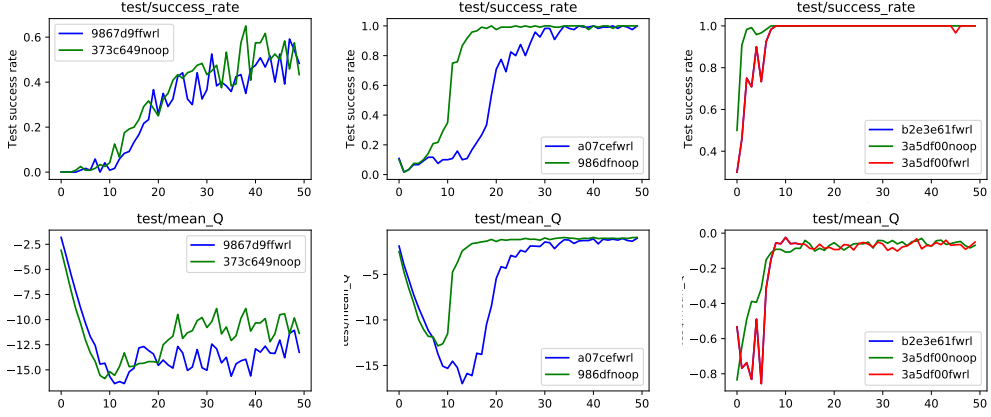 test/success_rate
test/success_rate
test/success_rate
Test success rate
0.6
0.4
0.2
0.0
9867d9ffwrl
373c649noop
0 10 20 30 40 50
Test success rate
1.0
0.8
0.6
0.4
0.2
0.0
a07cefwrl
986dfnoop
0 10 20 30 40 50
Test success rate
1.0
0.8
0.6
0.4
b2e3e61fwrl
3a5df00noop
3a5df00fwrl
0 10 20 30 40 50
test/mean_Q
test/mean_Q
test/mean_Q
−2.5
−5.0
−7.5
−10.0
−12.5
−15.0
9867d9ffwrl
373c649noop
0 10 20 30 40 50
test/mean_Q
−5
−10
−15
a07cefwrl
986dfnoop
0 10 20 30 40 50
0.0
−0.2
−0.4
−0.6
−0.8
b2e3e61fwrl
3a5df00noop
3a5df00fwrl
0 10 20 30 40 50